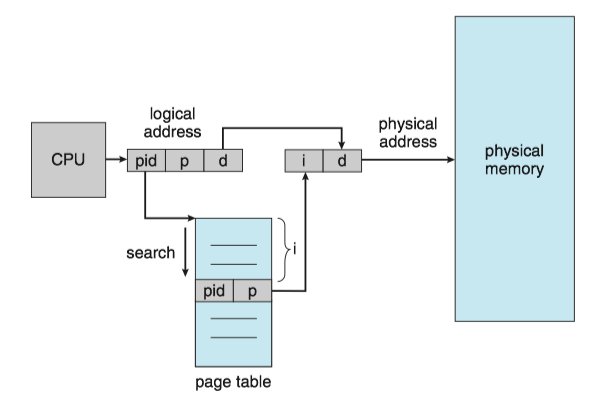 logical
address
physical
address
CPU
pid p d
i d
physical
memory
search
i
pid p
page table